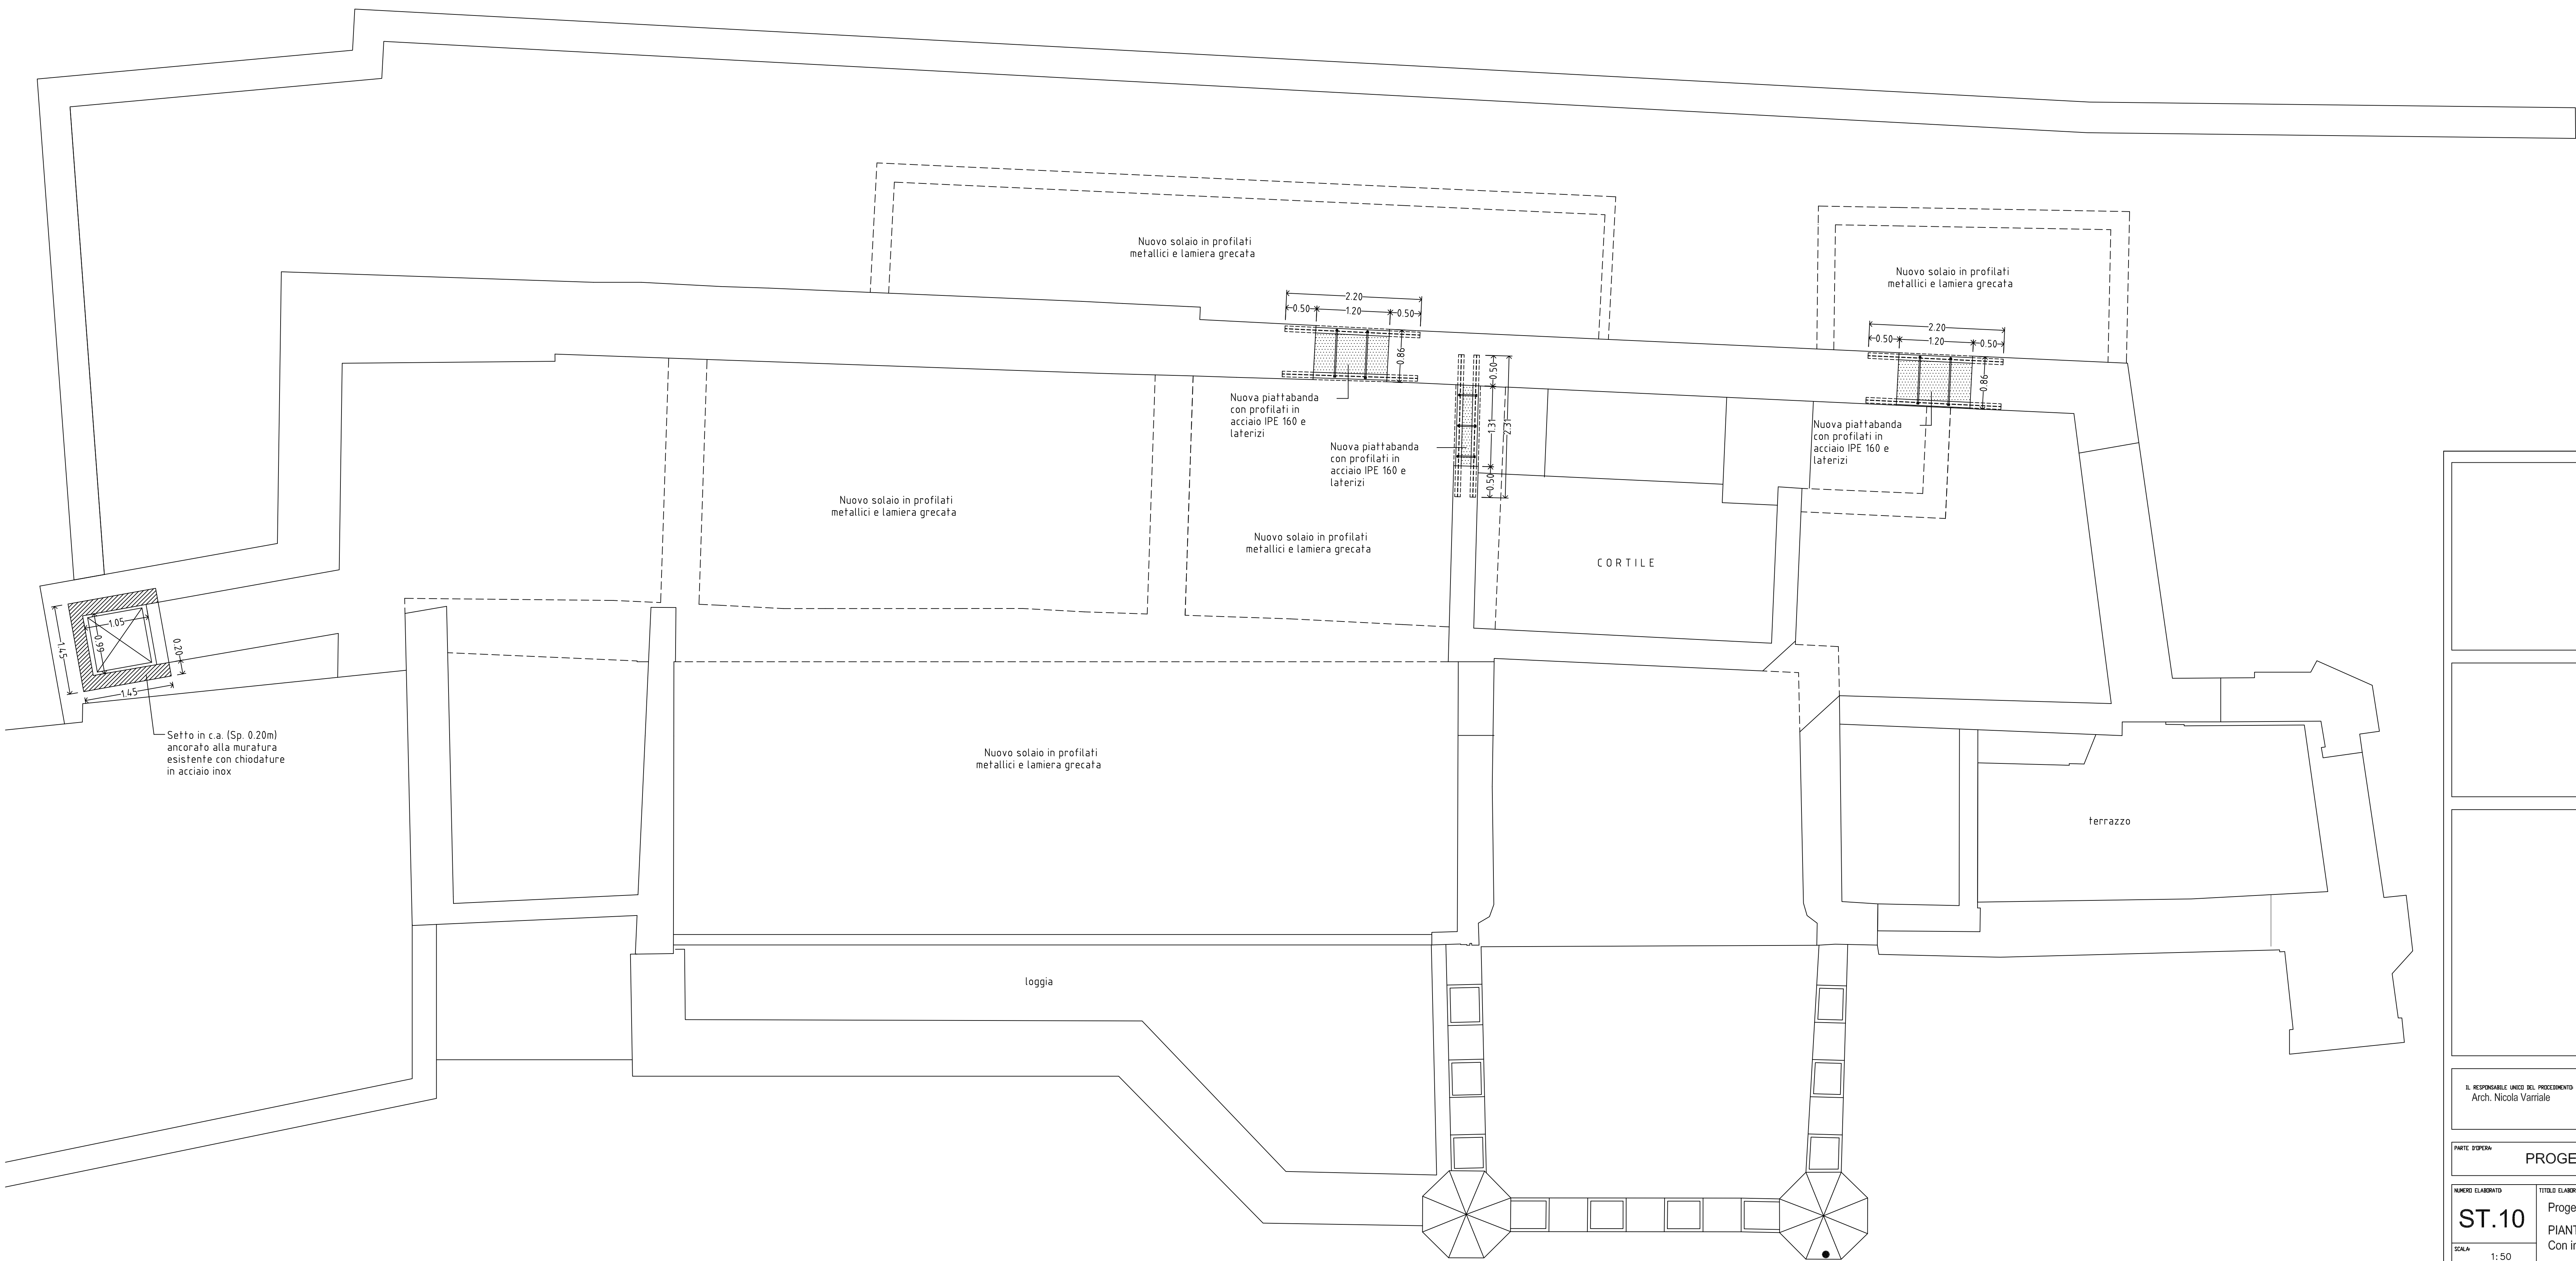 Nuovo solaio in profilati
metallici e lamiera grecata
Nuovo solaio in profilati
metallici e lamiera grecata
2.20
0.50
1.20
0.50
0.86
2.20
0.50
1.20
0.50
0.86
Nuova piattabanda
con profilati in
acciaio IPE 160 e
laterizi
0.50
1.31
2.31
0.50
Nuova piattabanda
con profilati in
acciaio IPE 160 e
laterizi
Nuova piattabanda
con profilati in
acciaio IPE 160 e
laterizi
Nuovo solaio in profilati
metallici e lamiera grecata
Nuovo solaio in profilati
metallici e lamiera grecata
CORTILE
1.05
0.99
1.45
0.20
1.45
Setto in c.a. (Sp. 0.20m)
ancorato alla muratura
esistente con chiodature
in acciaio inox
Nuovo solaio in profilati
metallici e lamiera grecata
terrazzo
loggia
IL RESPONSABILE UNICO DEL PROCEDIMENTO:
Arch. Nicola Varriale
PARTE D'OPERA:
PROGE
NUMERO ELABORATO:
ST.10
TITOLO ELABOR
Proge
PIANT
Con in
SCALA:
1:50